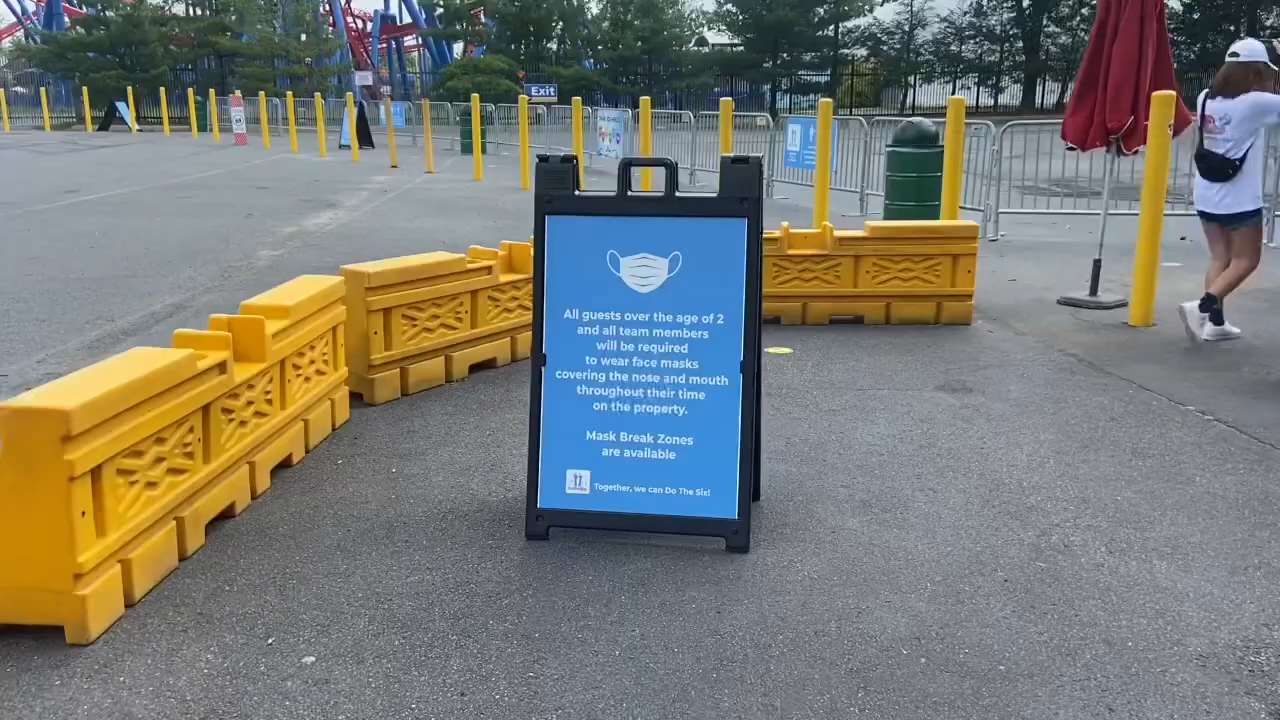 Exit
All guests over the age of 2
and all team members
will be required
to wear face masks
covering the nose and mouth
throughout their time
on the property.
Mask Break Zones
are available
Together, we can Do The Six!